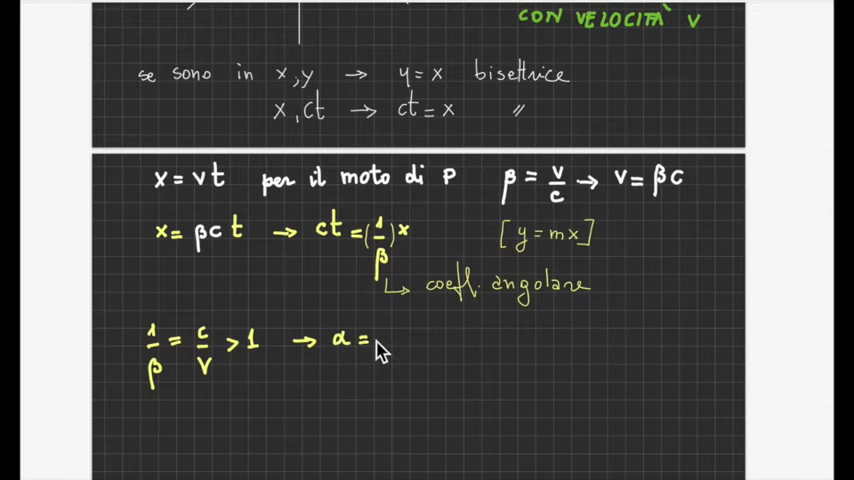 CON VELOCITÀ V
se sono in x,y → y = x bisettrice
x, ct → ct = x "
x = vt per il moto di P β = v/c → v = βc
x = βct → ct = (1/β)x [y = mx]
↳ coeff. angolare
1/β = c/v > 1 → α =